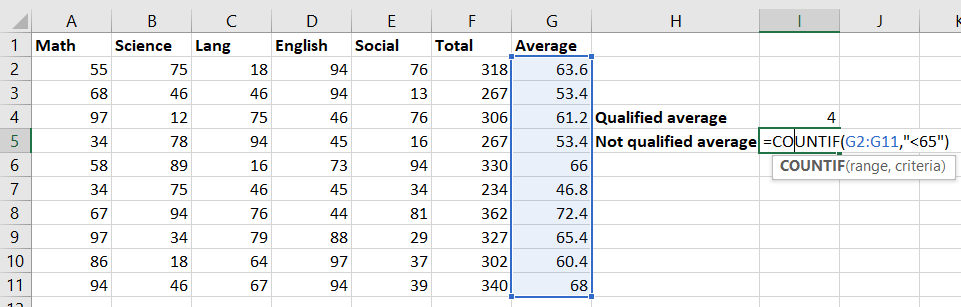 A B C D E F G H I J
1 Math Science Lang English Social Total Average
2 55 75 18 94 76 318 63.6
3 68 46 46 94 13 267 53.4
4 97 12 75 46 76 306 61.2 Qualified average 4
5 34 78 94 45 16 267 53.4 Not qualified average =COUNTIF(G2:G11,"<65")
COUNTIF(range, criteria)
6 58 89 16 73 94 330 66
7 34 75 46 45 34 234 46.8
8 67 94 76 44 81 362 72.4
9 97 34 79 88 29 327 65.4
10 86 18 64 97 37 302 60.4
11 94 46 67 94 39 340 68